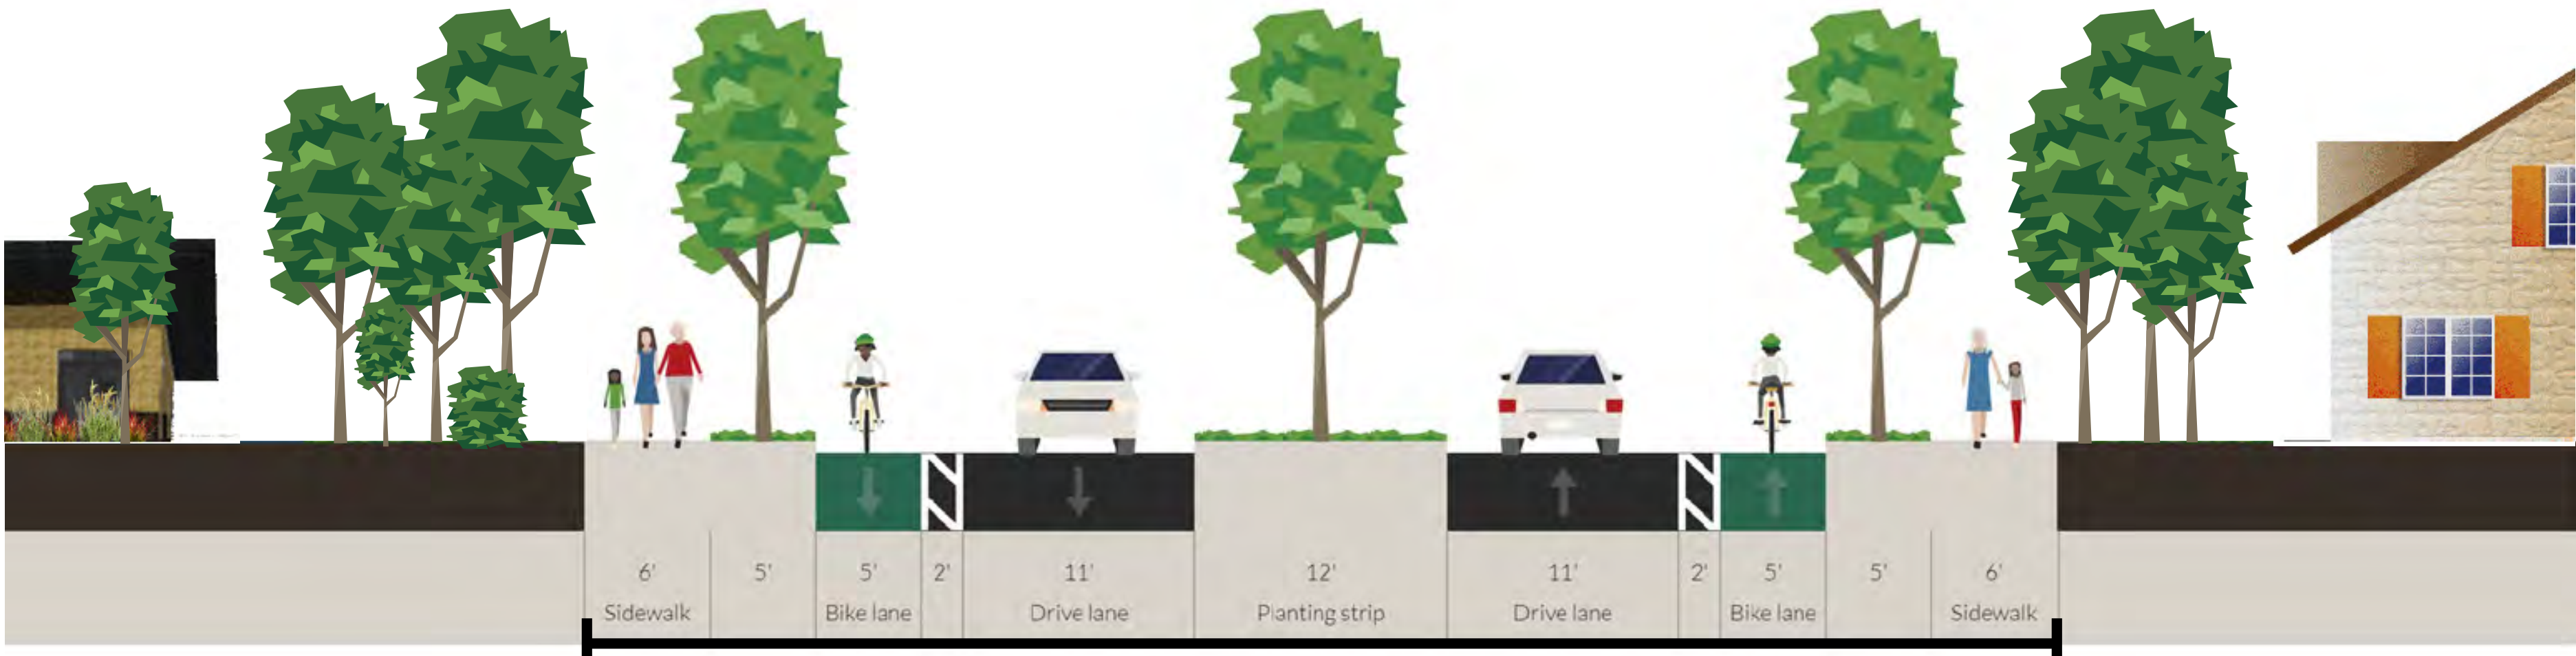 6' 5' 5' 2' 11' 12' 11' 2' 5' 5' 6'
Sidewalk Bike lane Drive lane Planting strip Drive lane Bike lane Sidewalk